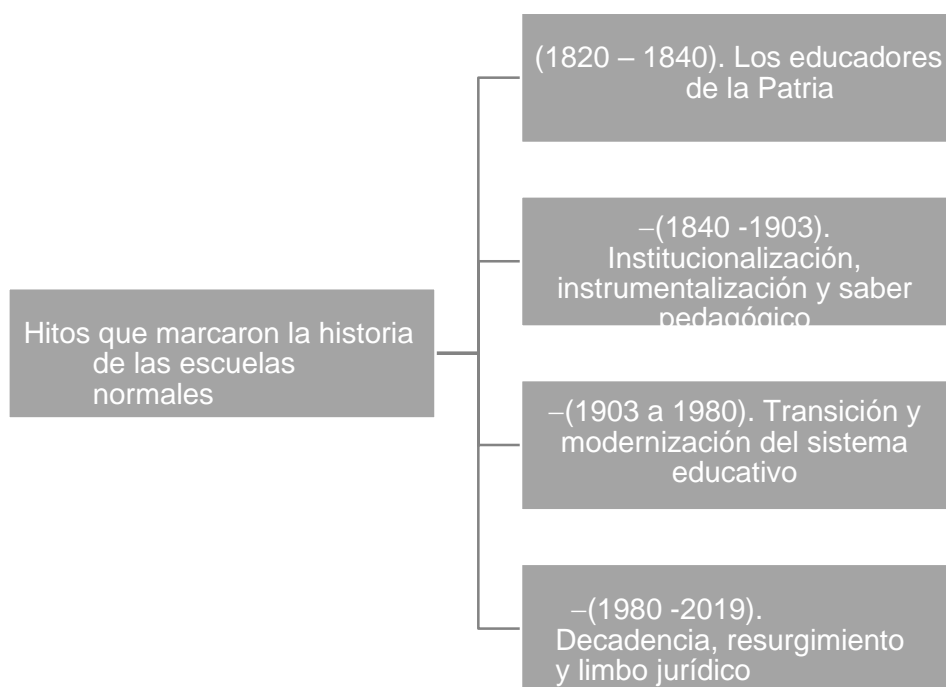 (1820 – 1840). Los educadores
de la Patria
–(1840 -1903).
Institucionalización,
instrumentalización y saber
pedagógico
Hitos que marcaron la historia
de las escuelas
normales
–(1903 a 1980). Transición y
modernización del sistema
educativo
–(1980 -2019).
Decadencia, resurgimiento
y limbo jurídico